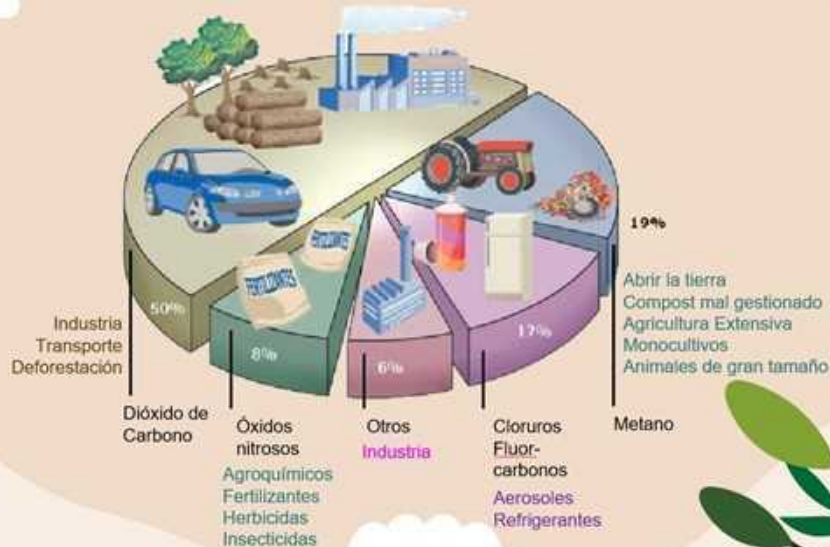 FERTILIZANTES
FERTILIZANTES
50%
8%
6%
17%
19%
Industria
Transporte
Deforestación
Dióxido de
Carbono
Óxidos
nitrosos
Agroquímicos
Fertilizantes
Herbicidas
Insecticidas
Otros
Industria
Cloruros
Fluor-
carbonos
Aerosoles
Refrigerantes
Abrir la tierra
Compost mal gestionado
Agricultura Extensiva
Monocultivos
Animales de gran tamaño
Metano